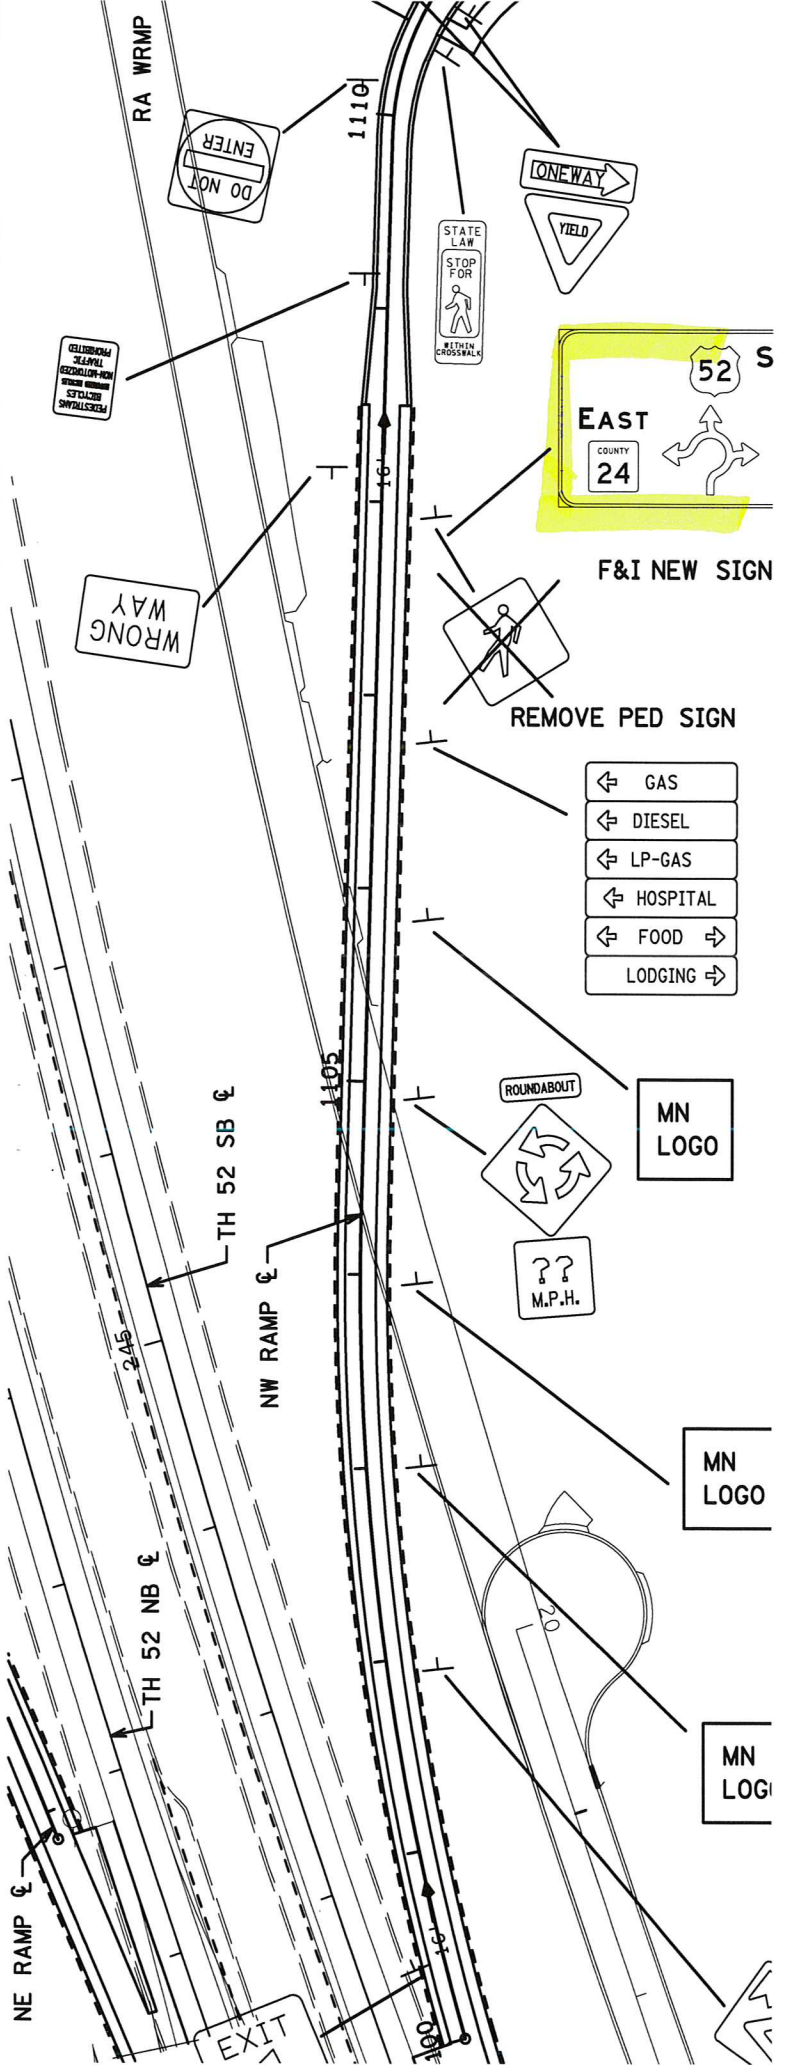 RA WRMP
1110
DO NOT
ENTER
ONEWAY
YIELD
STATE
LAW
STOP
FOR
WITHIN
CROSSWALK
PEDESTRIANS
BICYCLES
NON-MOTORIZED
TRAFFIC
PROHIBITED
52
S
EAST
COUNTY
24
16'
F&I NEW SIGN
WRONG
WAY
REMOVE PED SIGN
GAS
DIESEL
LP-GAS
HOSPITAL
FOOD
LODGING
1105
MN
LOGO
ROUNDABOUT
TH 52 SB ℄
? ?
M.P.H.
NW RAMP ℄
245
MN
LOGO
20
TH 52 NB ℄
MN
LOG
NE RAMP ℄
16'
EXIT
100